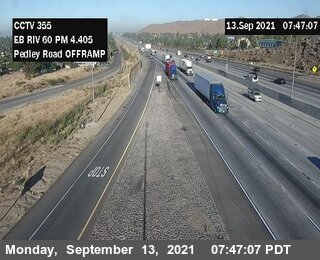 CCTV 355
EB RIV 60 PM 4.405
Pedley Road OFFRAMP
13.Sep 2021 07:47:07
STOP
Monday, September 13, 2021 07:47:07 PDT